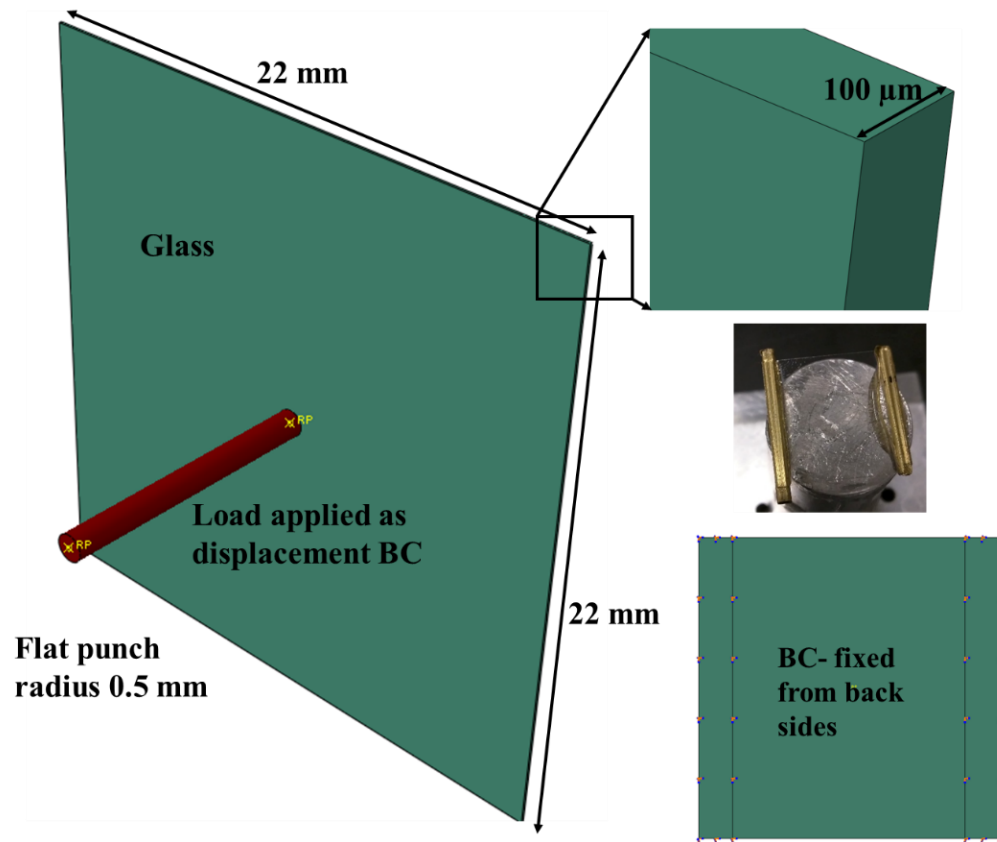 22 mm
100 µm
Glass
RP
Load applied as
displacement BC
RP
22 mm
Flat punch
radius 0.5 mm
BC- fixed
from back
sides